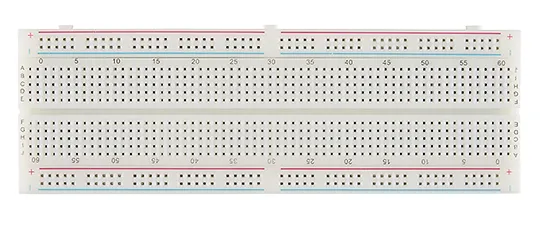 + +
- -
0 5 10 15 20 25 30 35 40 45 50 55 60
A J
B I
C H
D G
E F
F E
G D
H C
I B
J A
60 55 50 45 40 35 30 25 20 15 10 5 0
+ +
- -